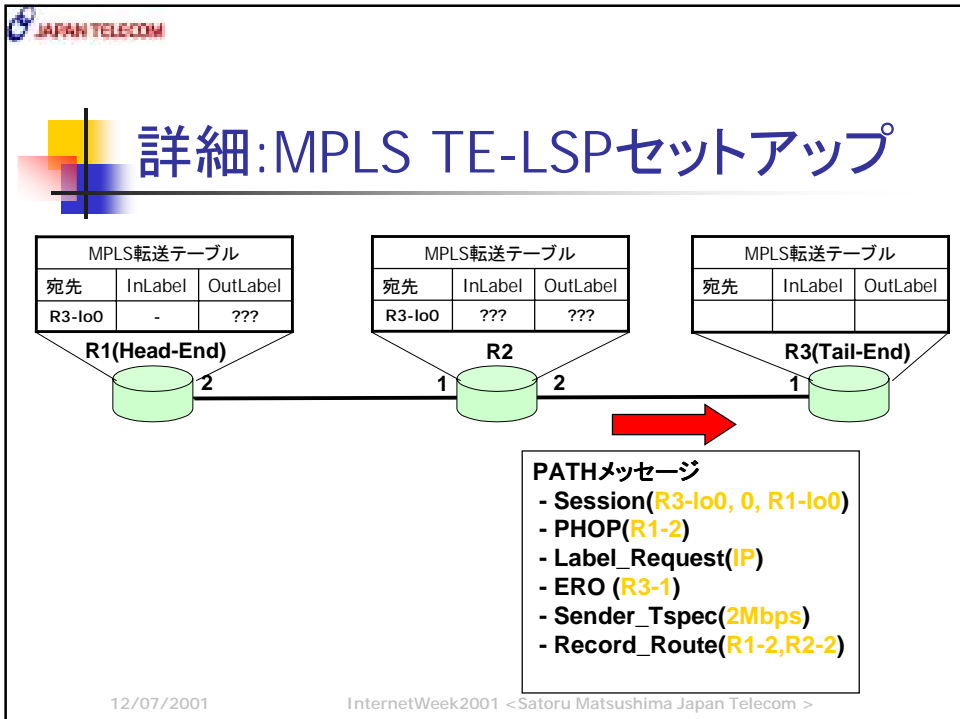 JAPAN TELECOM
詳細:MPLS TE-LSPセットアップ
MPLS転送テーブル
宛先 InLabel OutLabel
R3-lo0 - ???
MPLS転送テーブル
宛先 InLabel OutLabel
R3-lo0 ??? ???
MPLS転送テーブル
宛先 InLabel OutLabel
R1(Head-End)
R2
R3(Tail-End)
2
1
2
1
PATHメッセージ
- Session(R3-lo0, 0, R1-lo0)
- PHOP(R1-2)
- Label_Request(IP)
- ERO (R3-1)
- Sender_Tspec(2Mbps)
- Record_Route(R1-2,R2-2)
12/07/2001
InternetWeek2001 <Satoru Matsushima Japan Telecom >